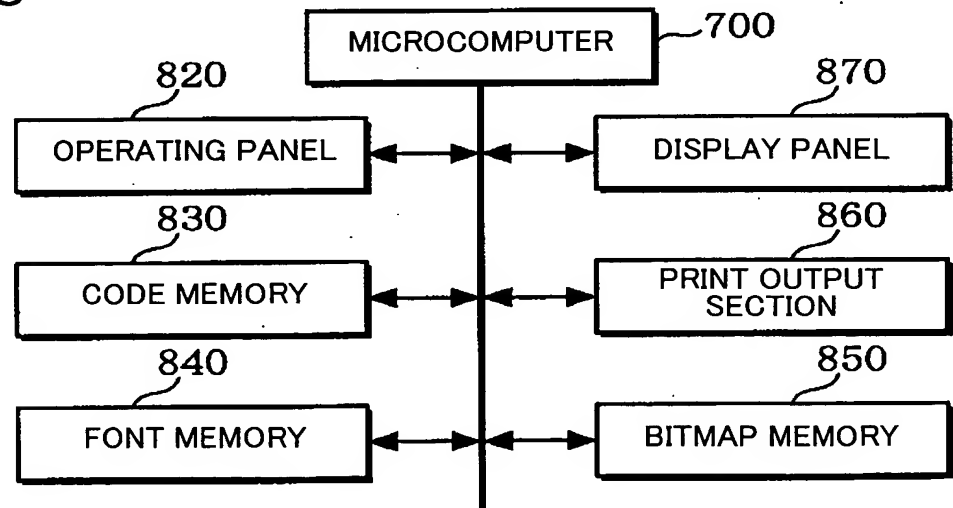 MICROCOMPUTER
700
820
OPERATING PANEL
870
DISPLAY PANEL
830
CODE MEMORY
860
PRINT OUTPUT
SECTION
840
FONT MEMORY
850
BITMAP MEMORY